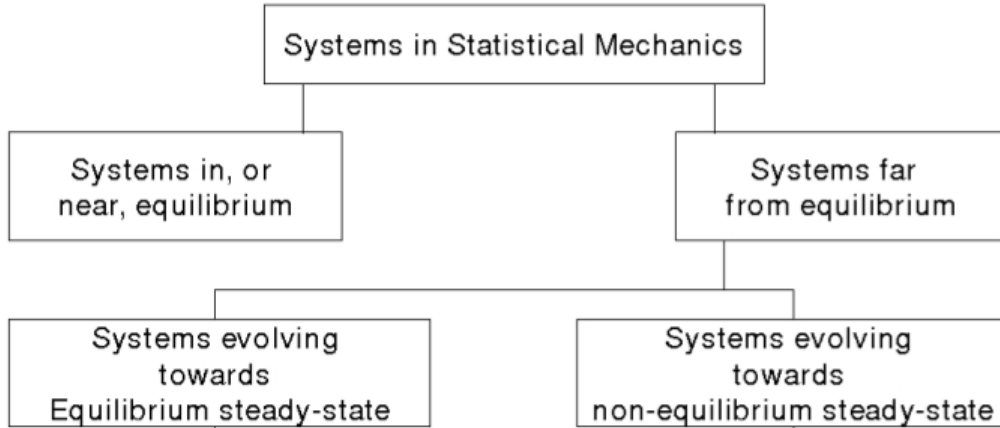 Systems in Statistical Mechanics
Systems in, or
near, equilibrium
Systems far
from equilibrium
Systems evolving
towards
Equilibrium steady-state
Systems evolving
towards
non-equilibrium steady-state